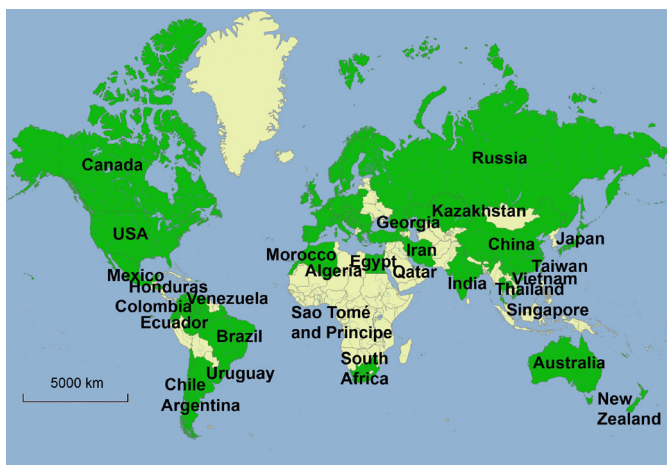 Canada
Russia
USA
Georgia
Kazakhstan
China
Japan
Morocco
Algeria
Egypt
Iran
Qatar
India
Taiwan
Vietnam
Thailand
Singapore
Mexico
Honduras
Venezuela
Colombia
Ecuador
Brazil
Sao Tomé
and Principe
Uruguay
Chile
Argentina
South
Africa
Australia
New
Zealand
5000 km